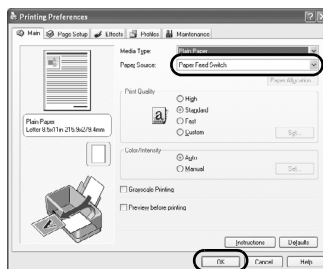 Printing Preferences
Main Page Setup Effects Profiles Maintenance
Media Type: Plain Paper
Paper Source: Paper Feed Switch
Paper Allocation...
Print Quality
High
Standard
Fast
Custom Set...
Plain Paper
Letter 8.5x11in 215.9x279.4mm
Color/Intensity
Auto
Manual Set...
Grayscale Printing
Preview before printing
Instructions Defaults
OK Cancel Help